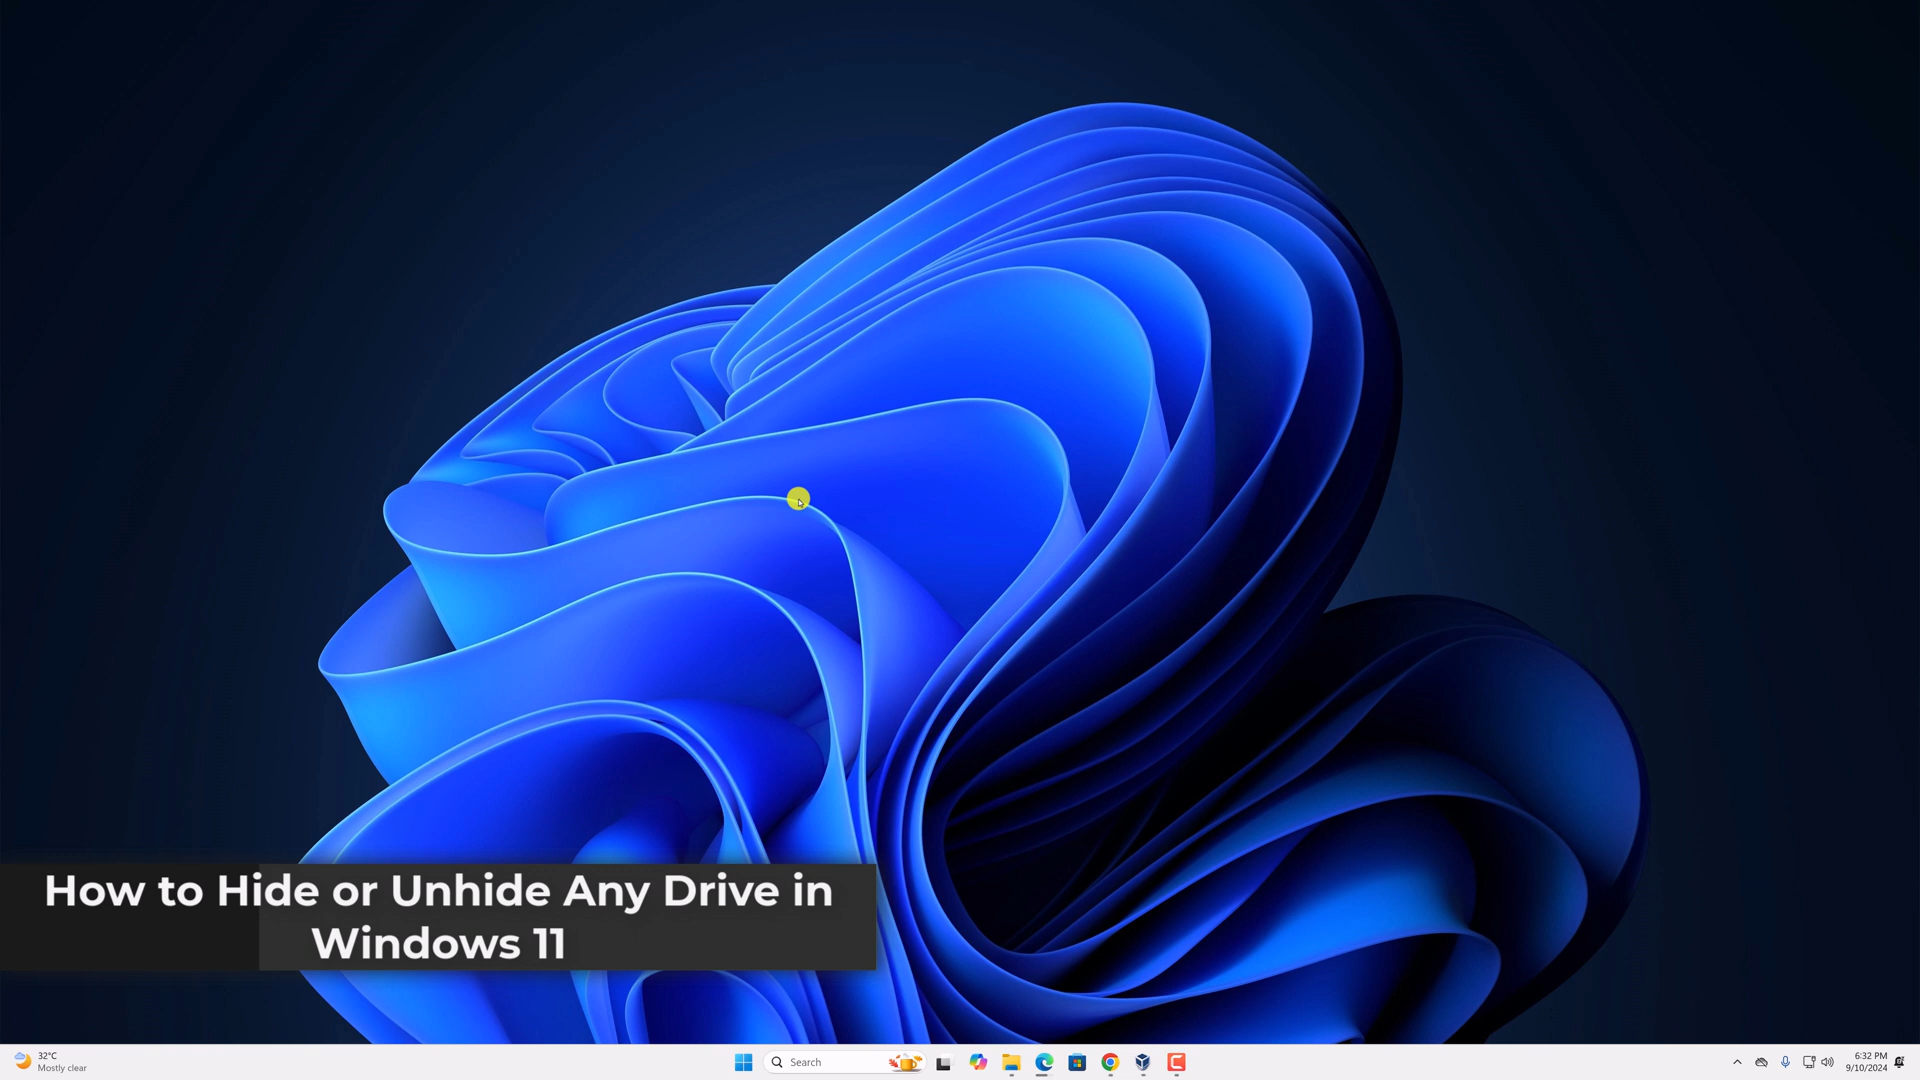 How to Hide or Unhide Any Drive in
Windows 11
32°C
Mostly clear
Search
6:32 PM
9/10/2024